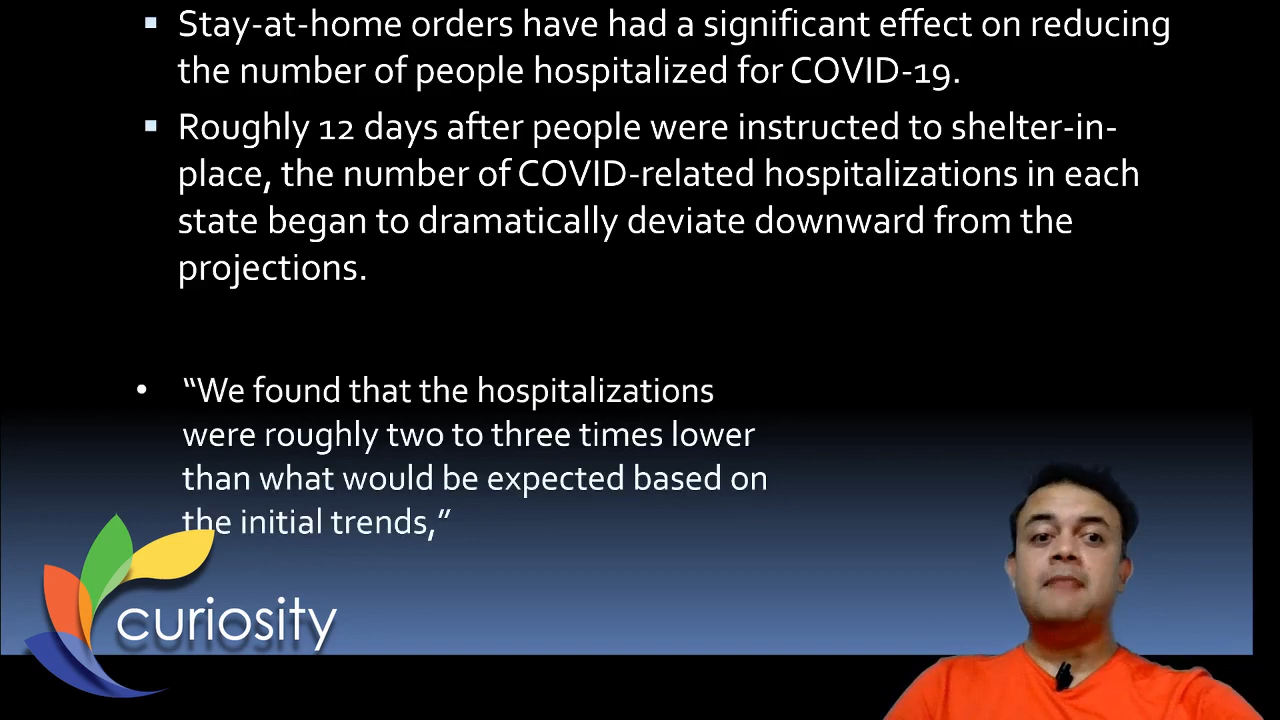 Stay-at-home orders have had a significant effect on reducing
the number of people hospitalized for COVID-19.
Roughly 12 days after people were instructed to shelter-in-
place, the number of COVID-related hospitalizations in each
state began to dramatically deviate downward from the
projections.
“We found that the hospitalizations
were roughly two to three times lower
than what would be expected based on
the initial trends,”
curiosity